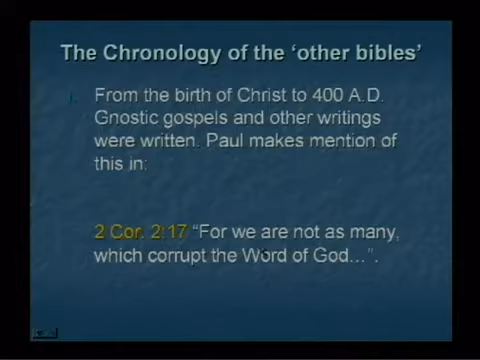 The Chronology of the ‘other bibles’
1. From the birth of Christ to 400 A.D.
Gnostic gospels and other writings
were written. Paul makes mention of
this in:
2 Cor. 2:17 “For we are not as many,
which corrupt the Word of God…”.